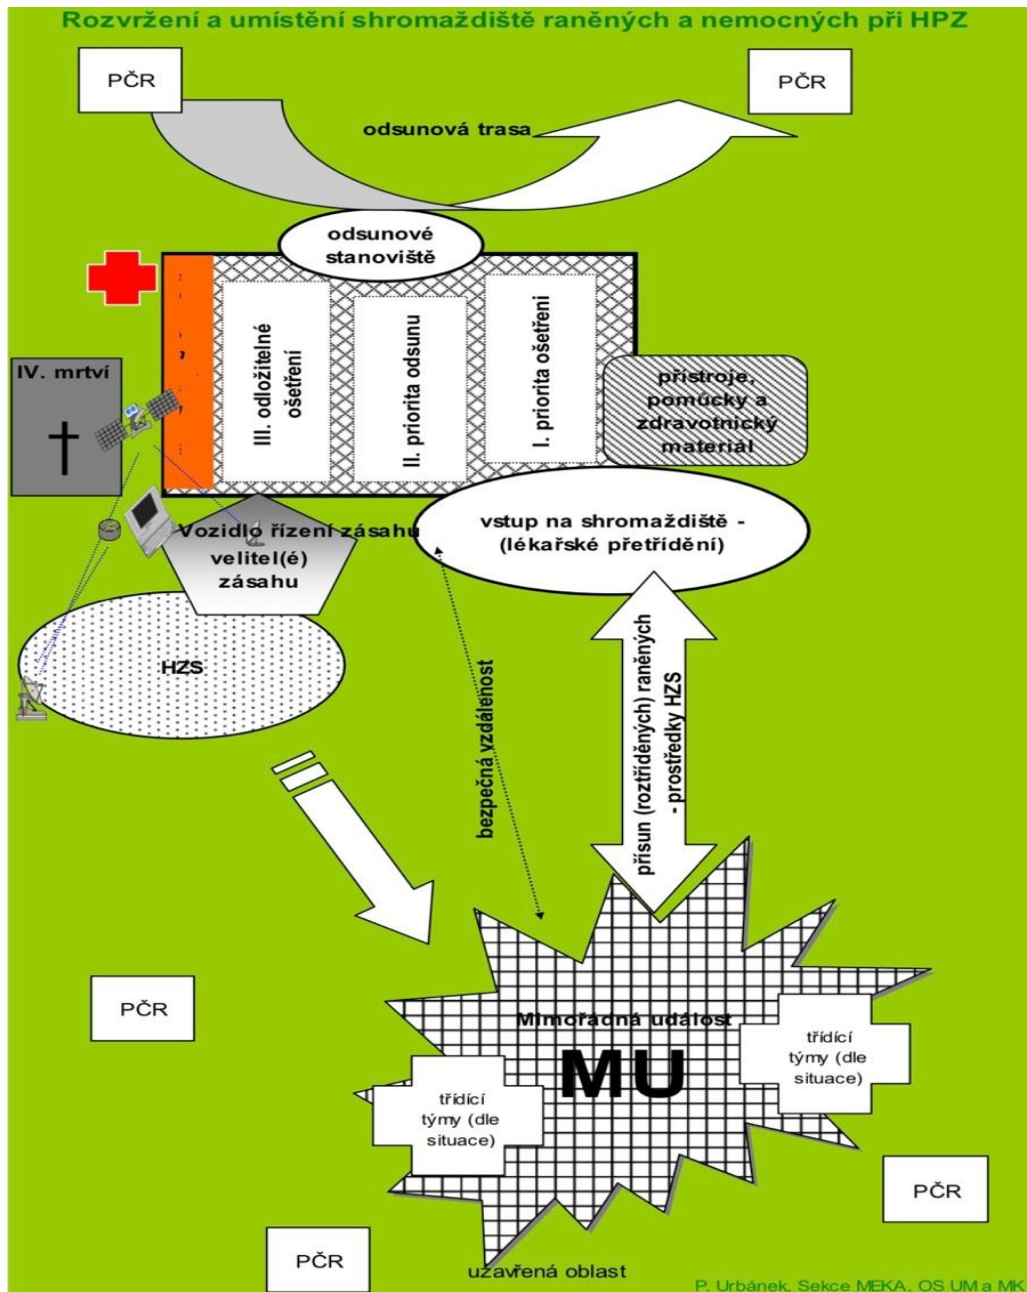 Rozvržení a umístění shromaždiště raněných a nemocných při HPZ
PČR
PČR
odsunová trasa
odsunové
stanoviště
III. odložitelné
ošetření
II. priorita odsunu
I. priorita ošetřeni
IV. mrtví
přístroje,
pomůcky a
zdravotnický
materiál
Vozidlo řízení zásahu
velitel(é)
zásahu
vstup na shromaždiště -
(lékařské přetřídění)
HZS
bezpečná vzdálenost
přísun (roztříděných) raněných
- prostředky HZS
PČR
Mimořádná událost
MU
třídící
týmy (dle
situace)
třídící
týmy (dle
situace)
PČR
PČR
uzavřená oblast
P. Urbánek, Sekce MEKA, OS UM a MK